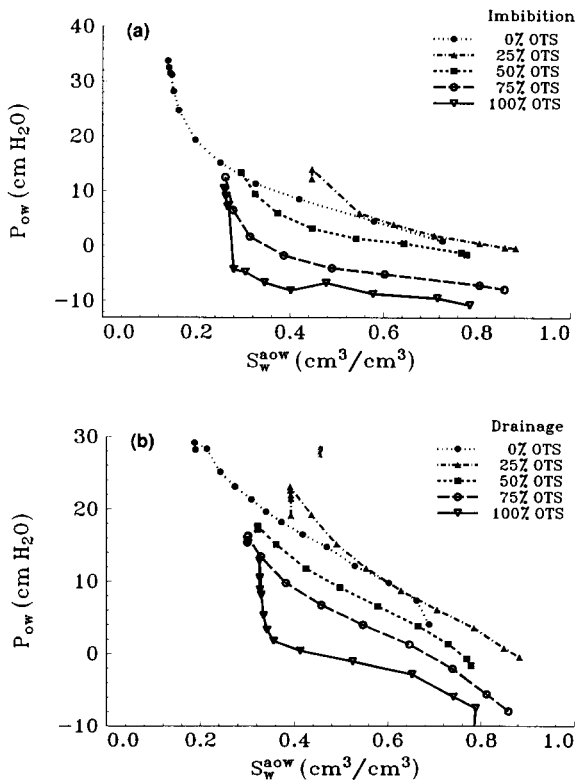 (a)
Imbibition
0% OTS
25% OTS
50% OTS
75% OTS
100% OTS
40
30
20
10
0
−10
P_ow (cm H₂O)
0.0 0.2 0.4 0.6 0.8 1.0
S_w^aow (cm³/cm³)
(b)
Drainage
0% OTS
25% OTS
50% OTS
75% OTS
100% OTS
30
20
10
0
−10
P_ow (cm H₂O)
0.0 0.2 0.4 0.6 0.8 1.0
S_w^aow (cm³/cm³)